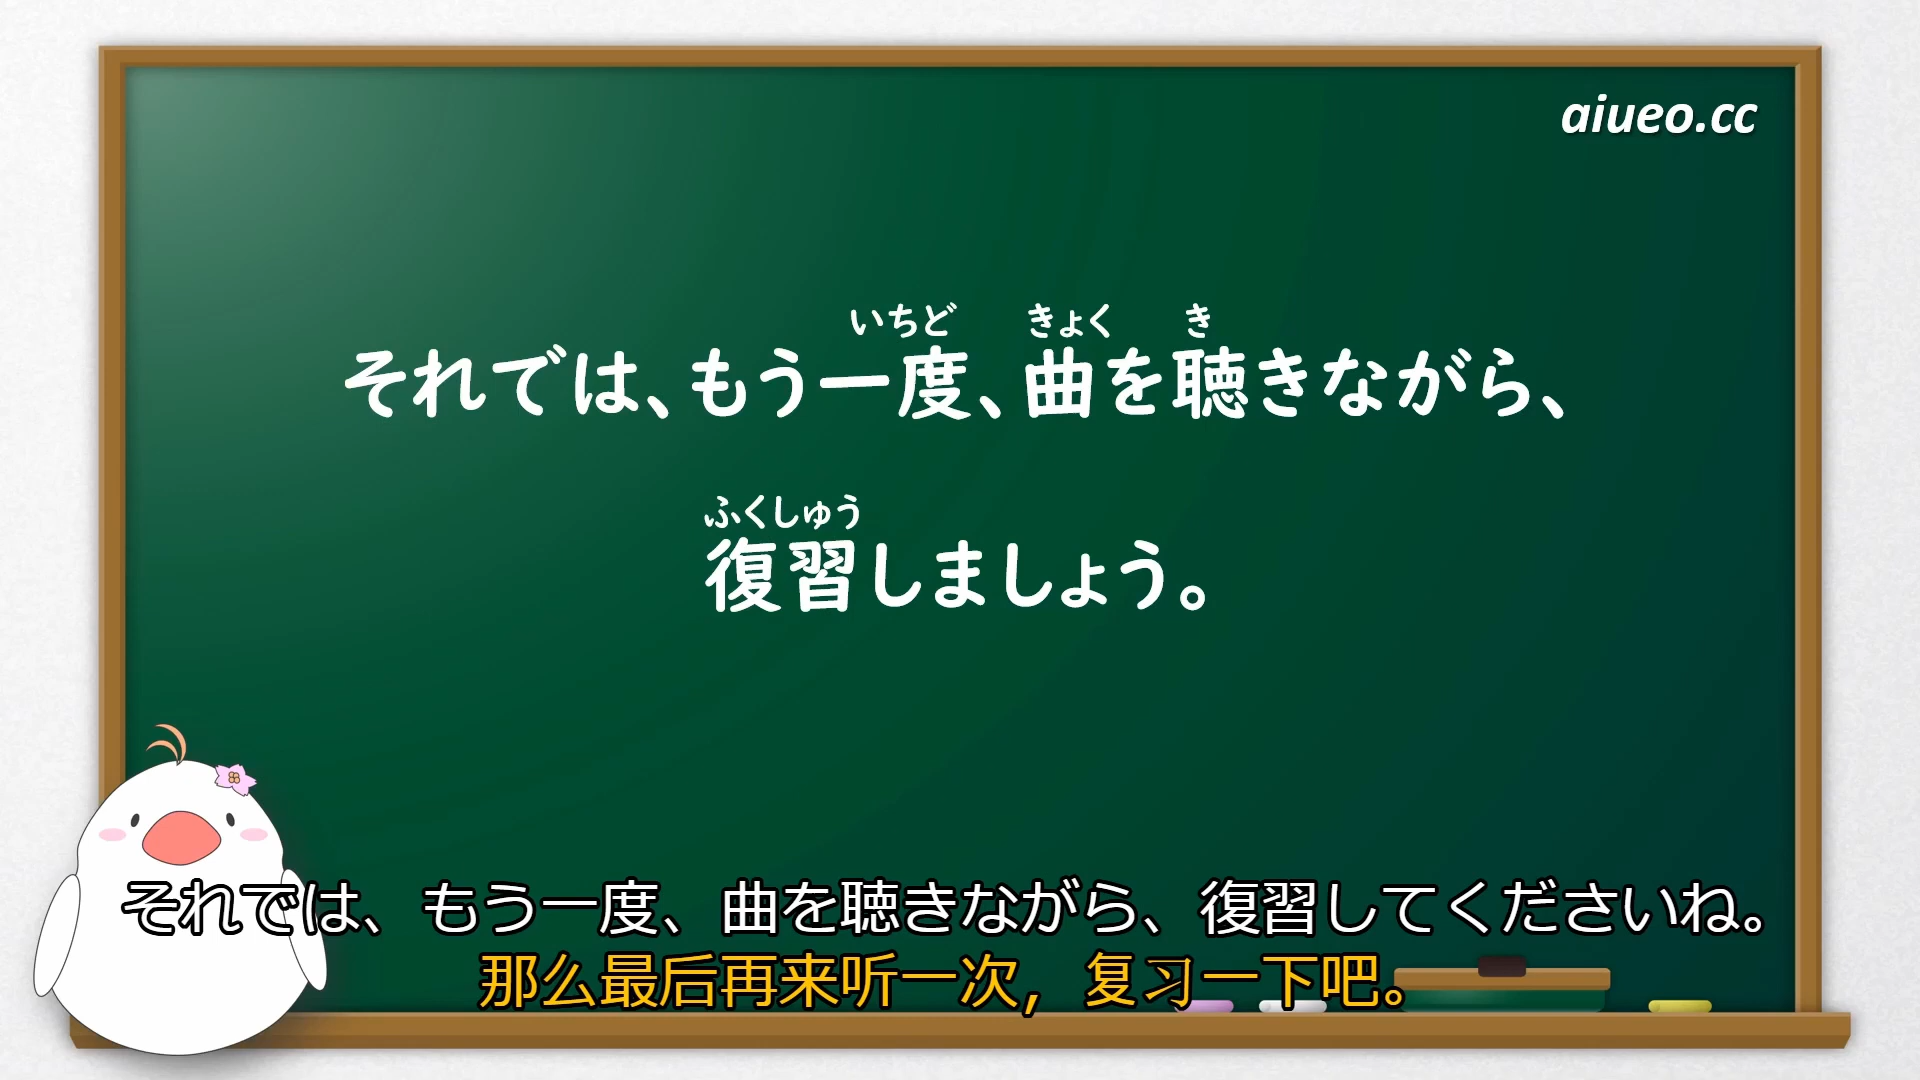 aiueo.cc
いちど きょく き
それでは、もう一度、曲を聴きながら、
ふくしゅう
復習しましょう。
それでは、もう一度、曲を聴きながら、復習してくださいね。
那么最后再来听一次，复习一下吧。